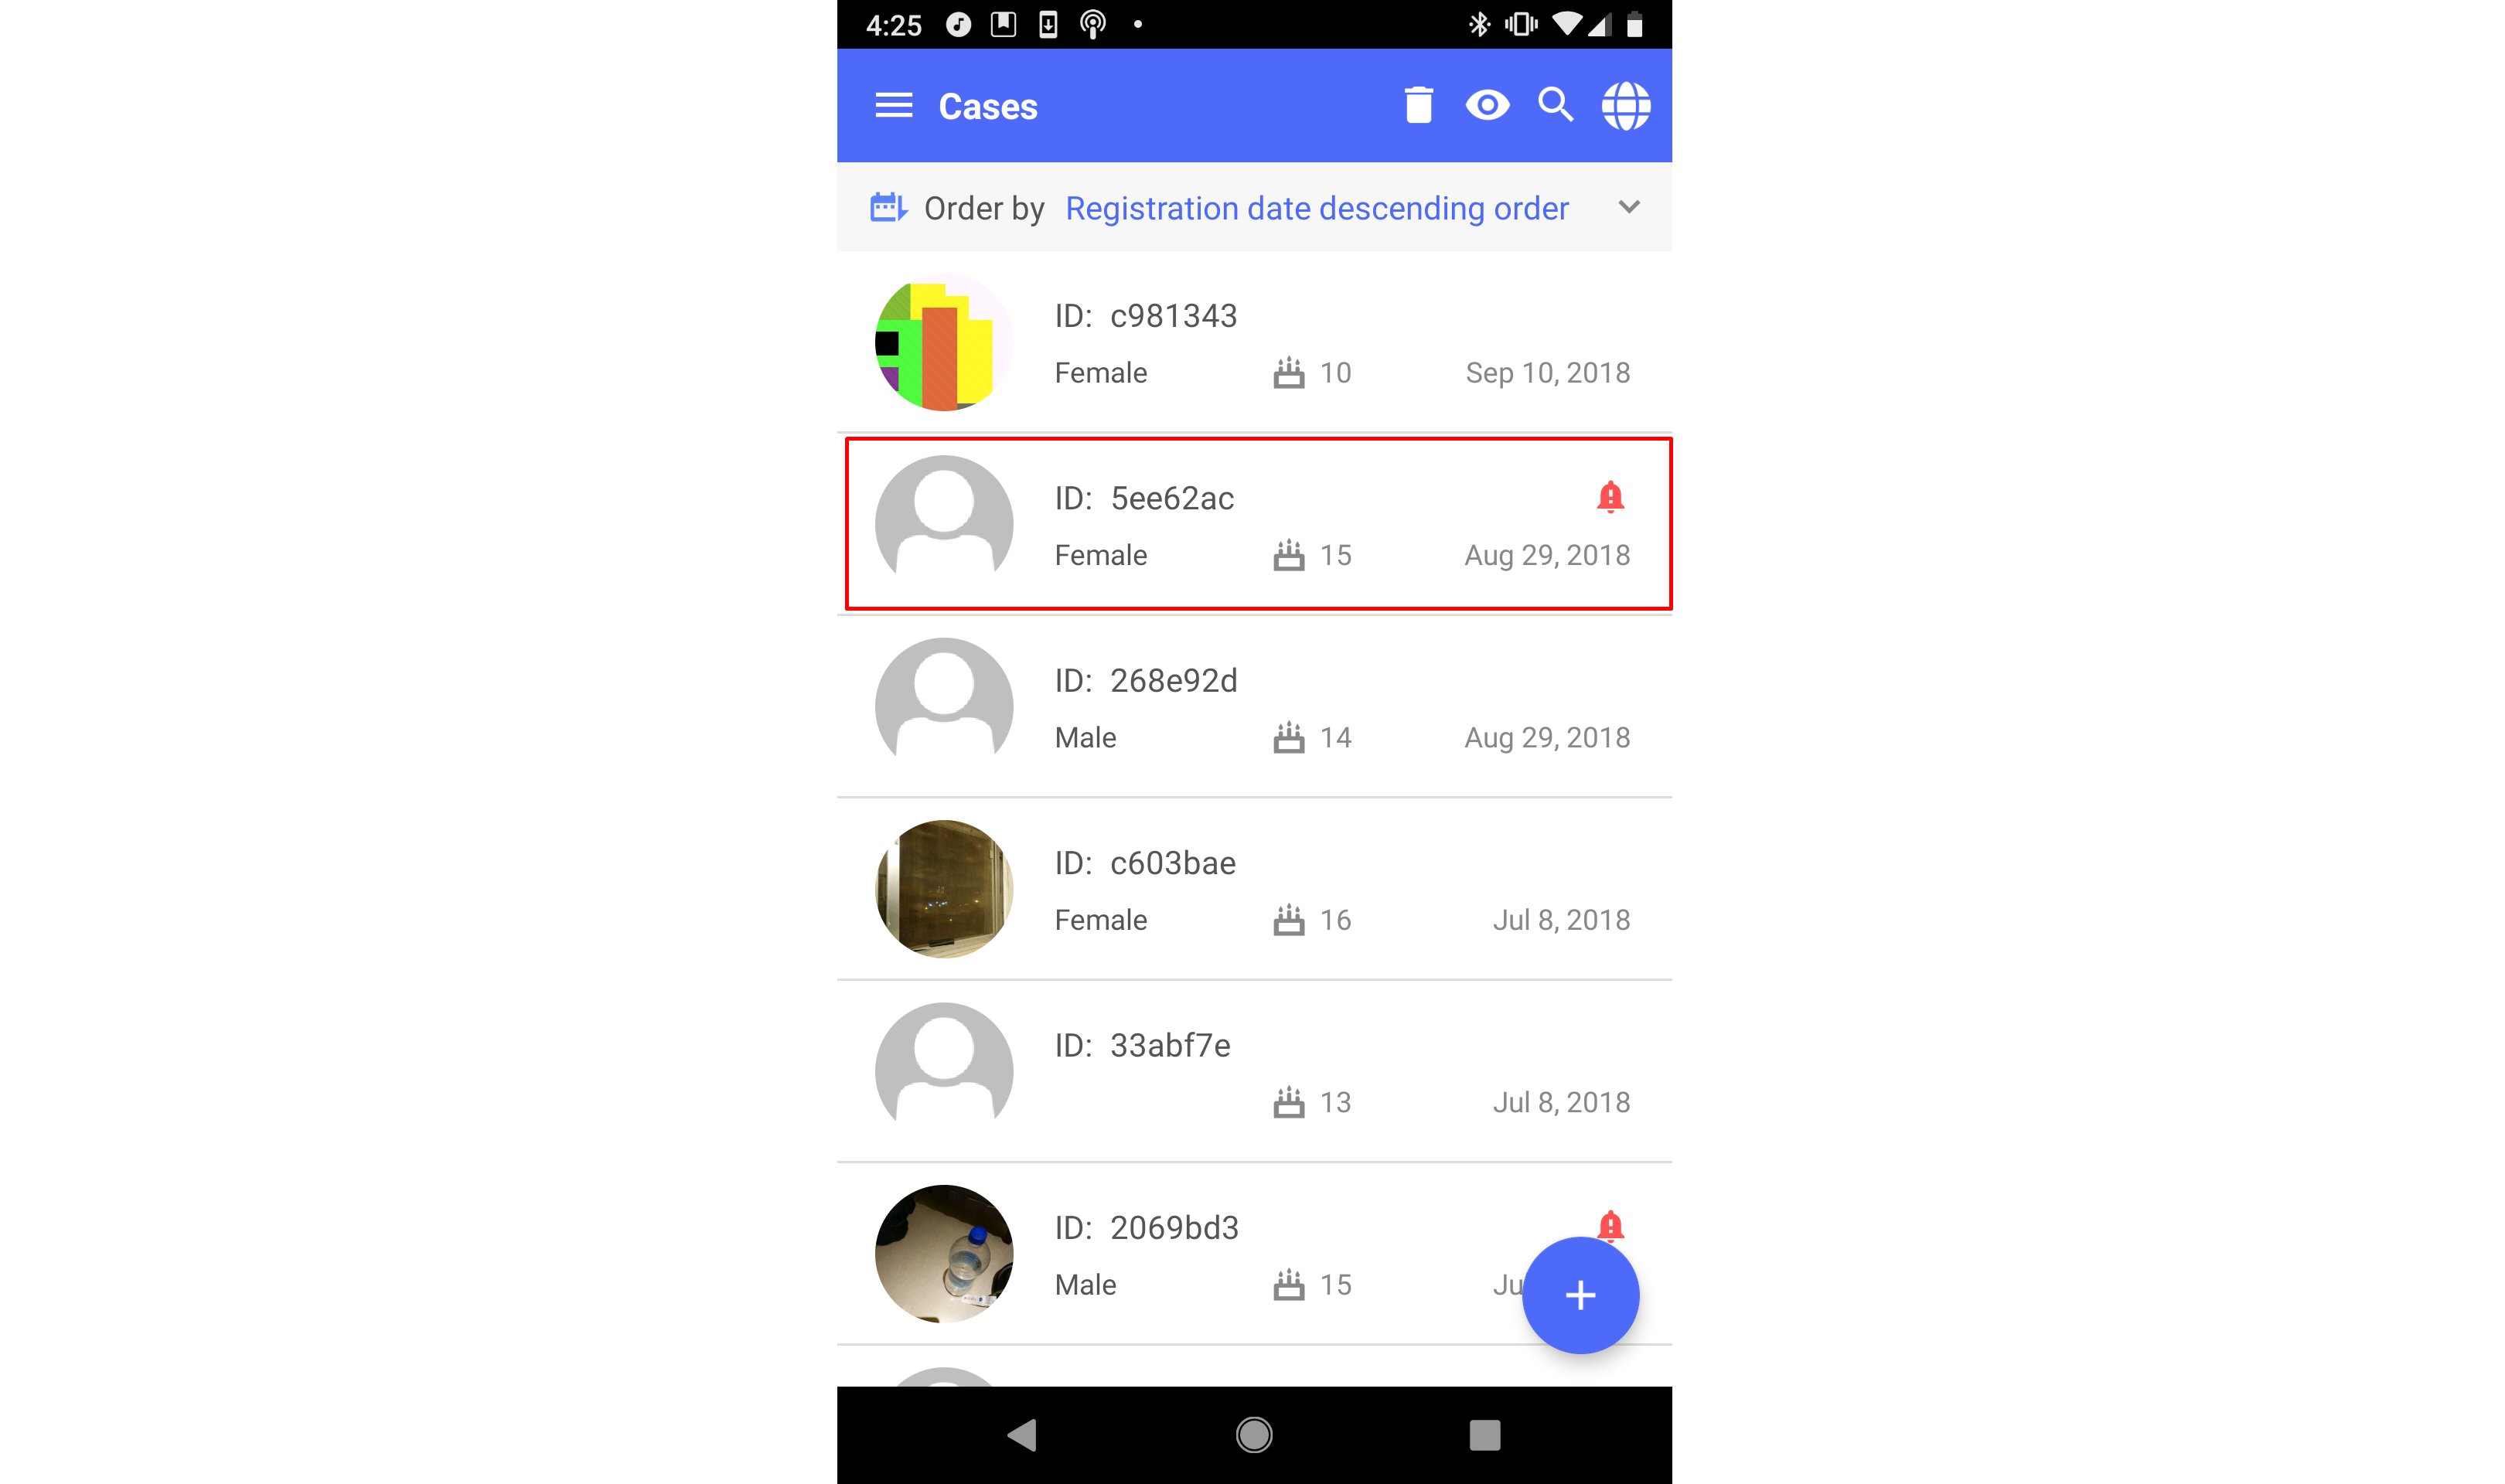 4:25
Cases
Order by Registration date descending order
ID: c981343
Female 10 Sep 10, 2018
ID: 5ee62ac
Female 15 Aug 29, 2018
ID: 268e92d
Male 14 Aug 29, 2018
ID: c603bae
Female 16 Jul 8, 2018
ID: 33abf7e
13 Jul 8, 2018
ID: 2069bd3
Male 15 Ju